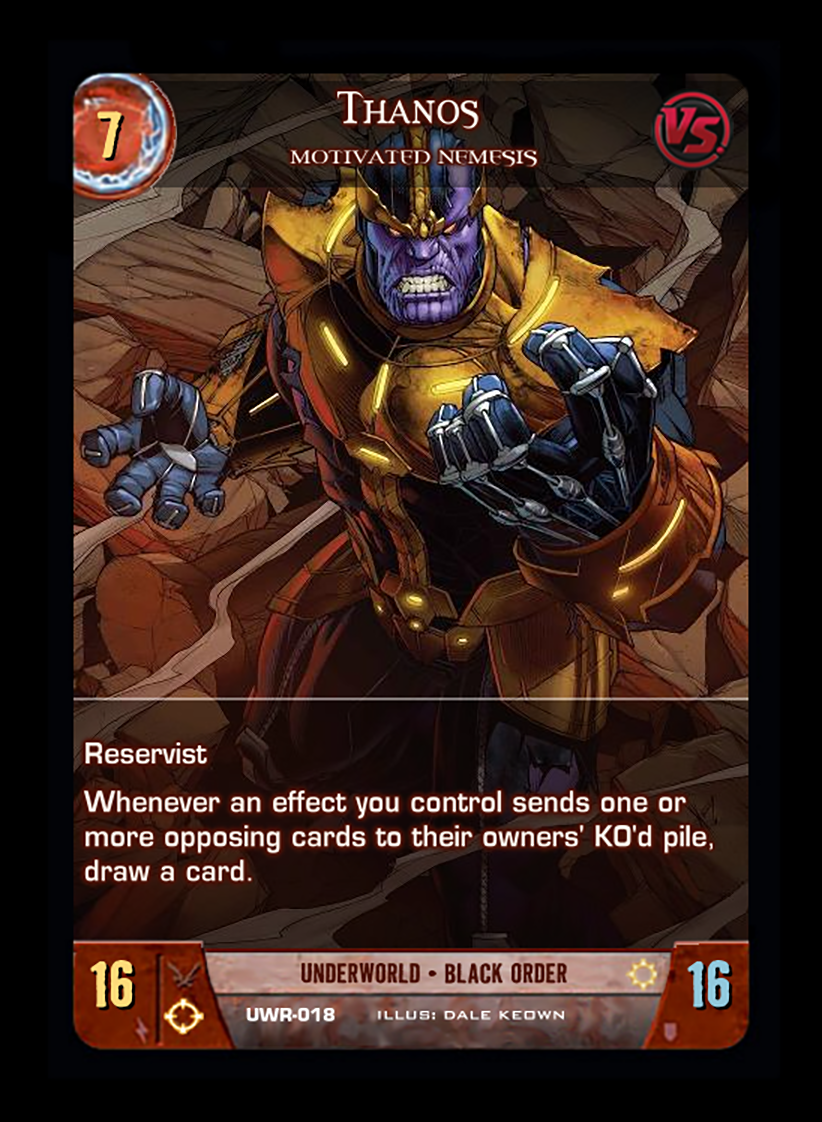 7
Thanos
VS.
MOTIVATED NEMESIS
Reservist
Whenever an effect you control sends one or
more opposing cards to their owners' KO'd pile,
draw a card.
16
UNDERWORLD • BLACK ORDER
16
UWR-018 ILLUS: DALE KEOWN